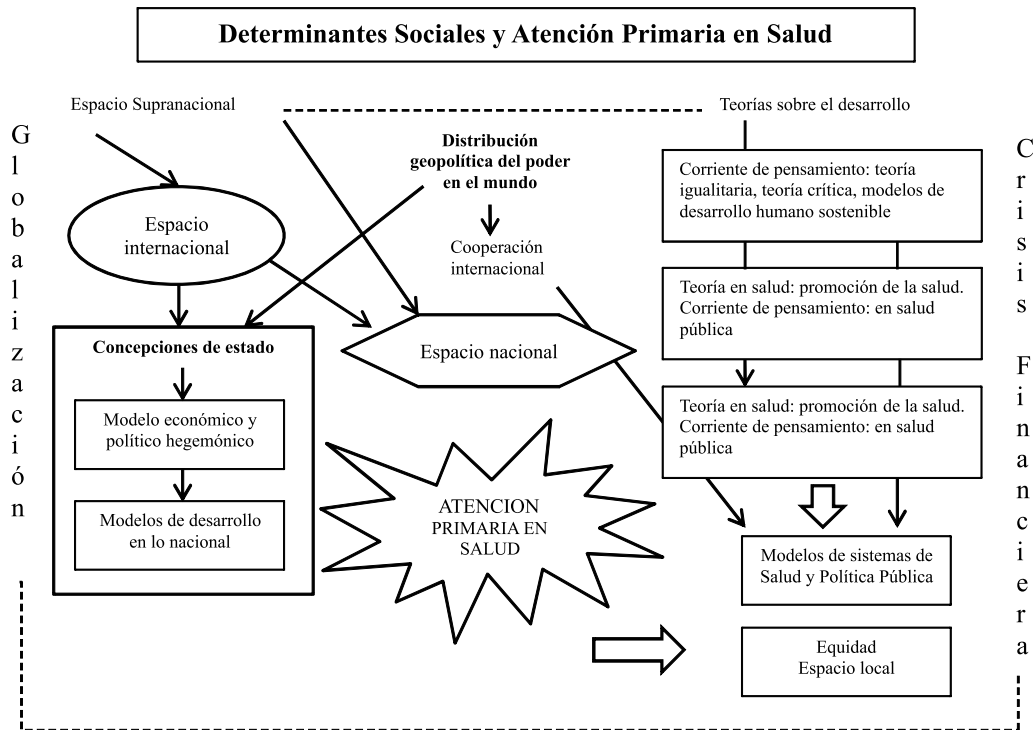 Determinantes Sociales y Atención Primaria en Salud
Espacio Supranacional
Teorías sobre el desarrollo
Globalización
Distribución
geopolítica del poder
en el mundo
Crisis Financiera
Corriente de pensamiento: teoría
igualitaria, teoría crítica, modelos de
desarrollo humano sostenible
Espacio
internacional
Cooperación
internacional
Teoría en salud: promoción de la salud.
Corriente de pensamiento: en salud
pública
Concepciones de estado
Espacio nacional
Modelo económico y
político hegemónico
Teoría en salud: promoción de la salud.
Corriente de pensamiento: en salud
pública
Modelos de desarrollo
en lo nacional
ATENCION
PRIMARIA EN
SALUD
Modelos de sistemas de
Salud y Política Pública
Equidad
Espacio local